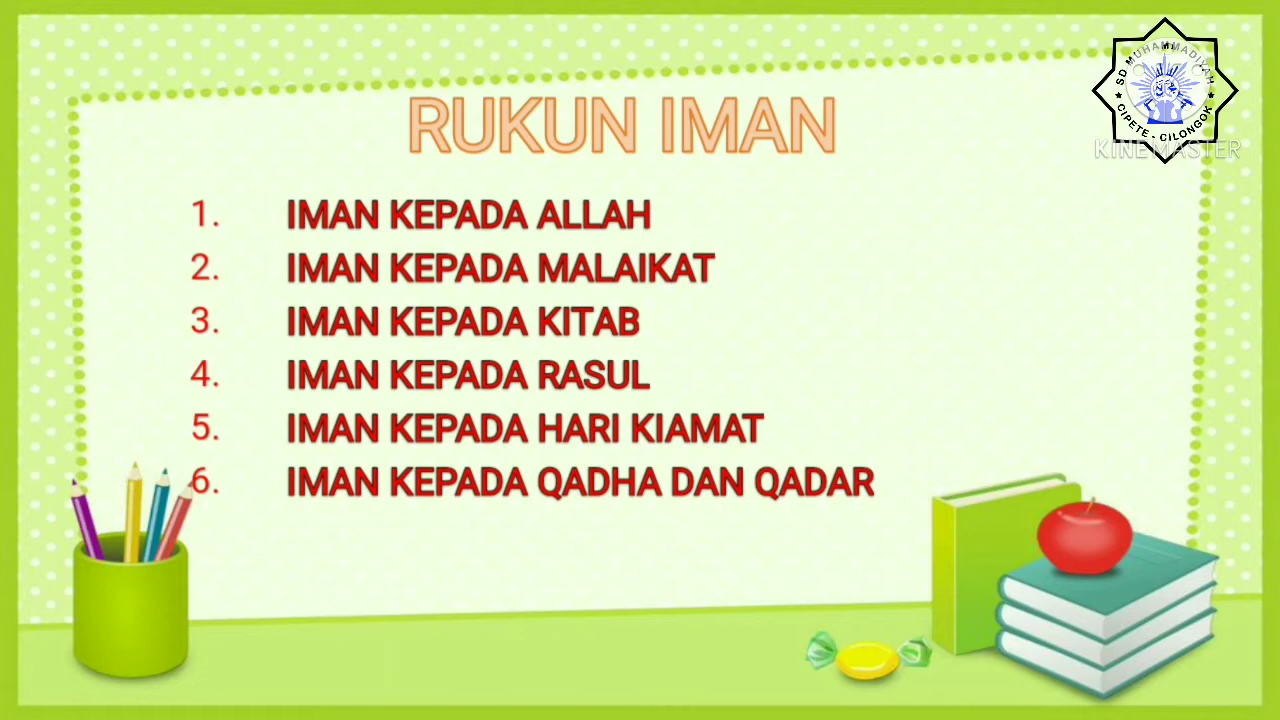 MI
SD MUHAMMADIYAH
CIPETE - CILONGOK
KINEMASTER
RUKUN IMAN
1. IMAN KEPADA ALLAH
2. IMAN KEPADA MALAIKAT
3. IMAN KEPADA KITAB
4. IMAN KEPADA RASUL
5. IMAN KEPADA HARI KIAMAT
6. IMAN KEPADA QADHA DAN QADAR